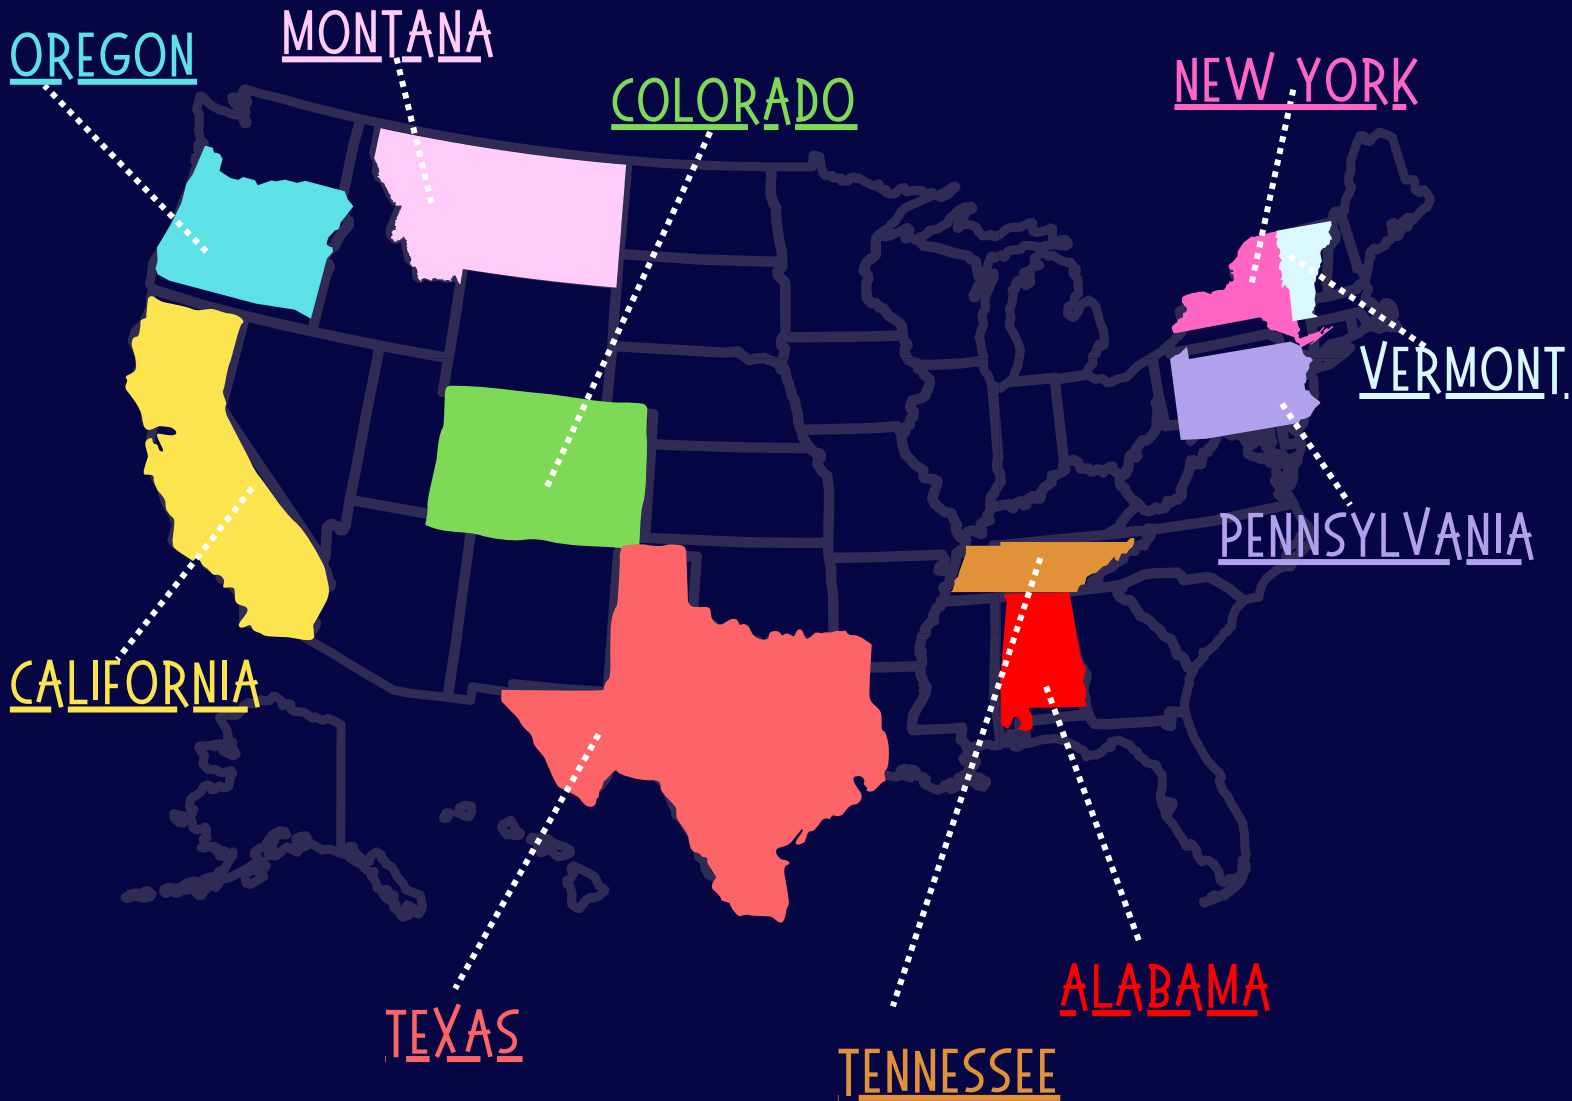 MONTANA
OREGON
COLORADO
NEW YORK
VERMONT
PENNSYLVANIA
CALIFORNIA
ALABAMA
TEXAS
TENNESSEE